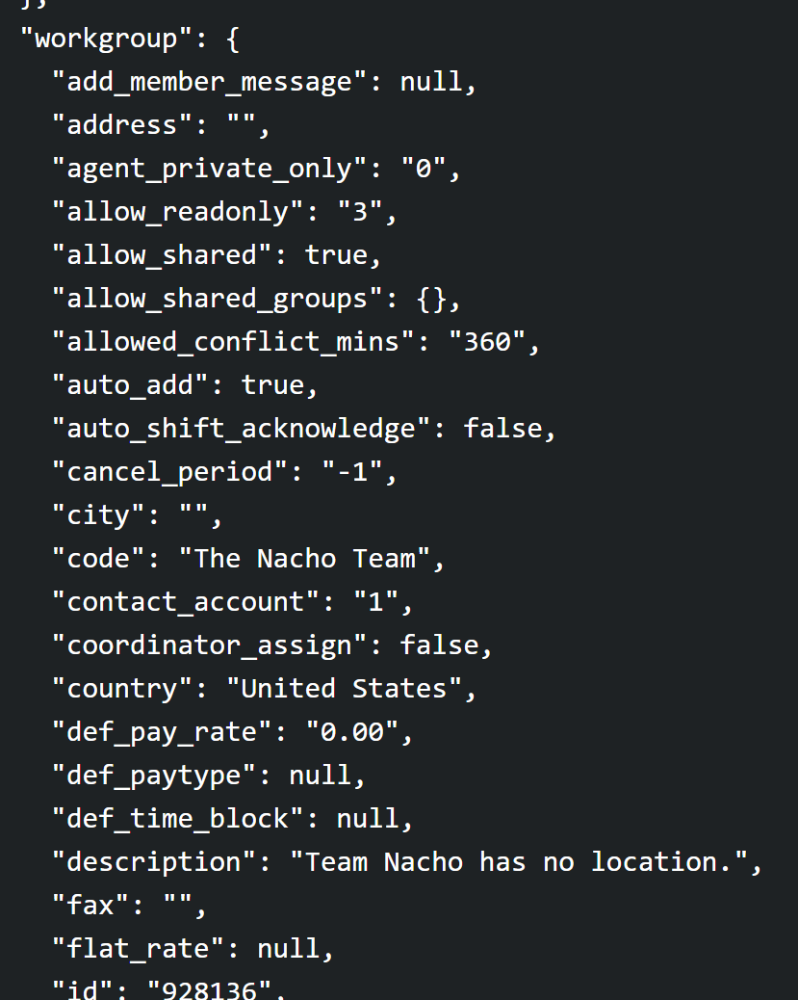 },
"workgroup": {
"add_member_message": null,
"address": "",
"agent_private_only": "0",
"allow_readonly": "3",
"allow_shared": true,
"allow_shared_groups": {},
"allowed_conflict_mins": "360",
"auto_add": true,
"auto_shift_acknowledge": false,
"cancel_period": "-1",
"city": "",
"code": "The Nacho Team",
"contact_account": "1",
"coordinator_assign": false,
"country": "United States",
"def_pay_rate": "0.00",
"def_paytype": null,
"def_time_block": null,
"description": "Team Nacho has no location.",
"fax": "",
"flat_rate": null,
"id": "928136",